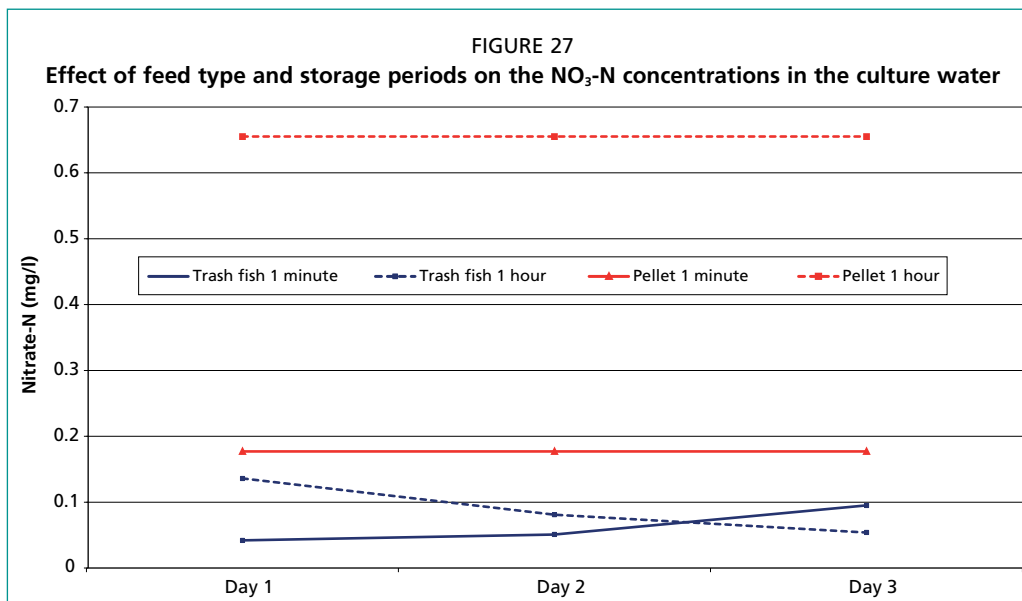 FIGURE 27
Effect of feed type and storage periods on the NO₃-N concentrations in the culture water
0.7
0.6
0.5
Trash fish 1 minute Trash fish 1 hour Pellet 1 minute Pellet 1 hour
0.4
0.3
0.2
0.1
0
Nitrate-N (mg/l)
Day 1 Day 2 Day 3